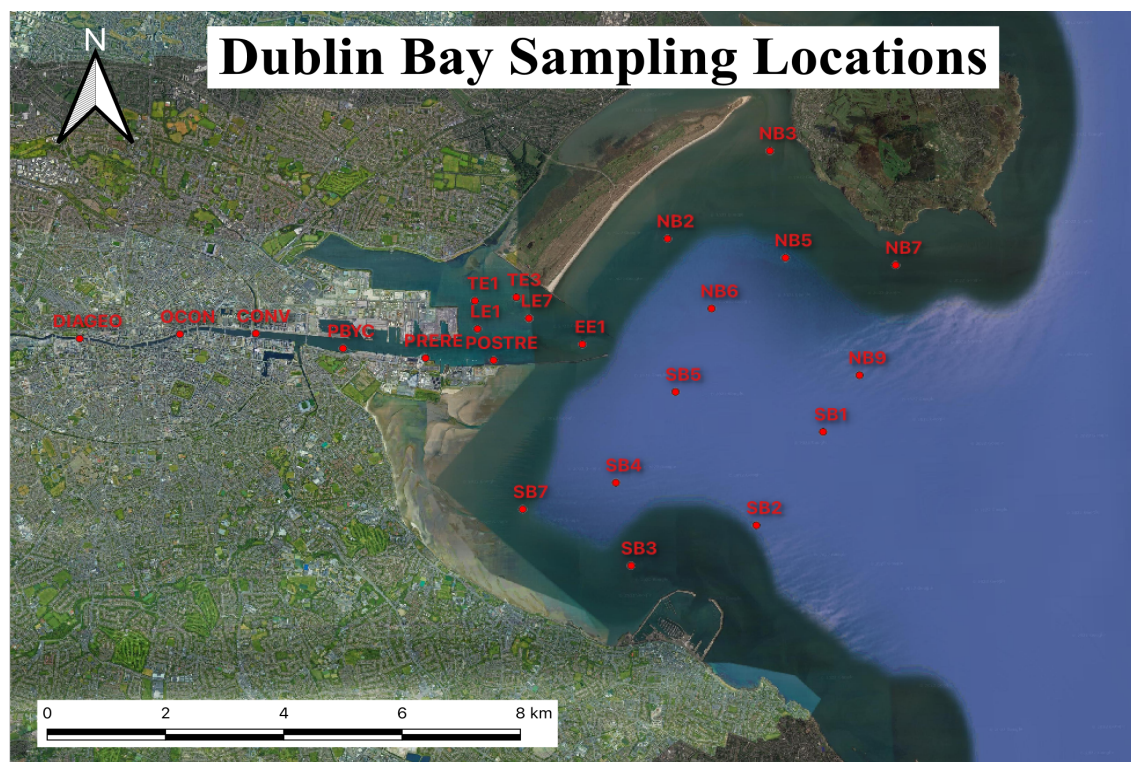 Dublin Bay Sampling Locations
N
NB3
NB2
NB5
NB7
TE1
TE3
NB6
LE7
LE1
DIAGEO
OCON
CONV
PBYC
PRERE
POSTRE
EE1
NB9
SB5
SB1
SB4
SB7
SB2
SB3
0 2 4 6 8 km